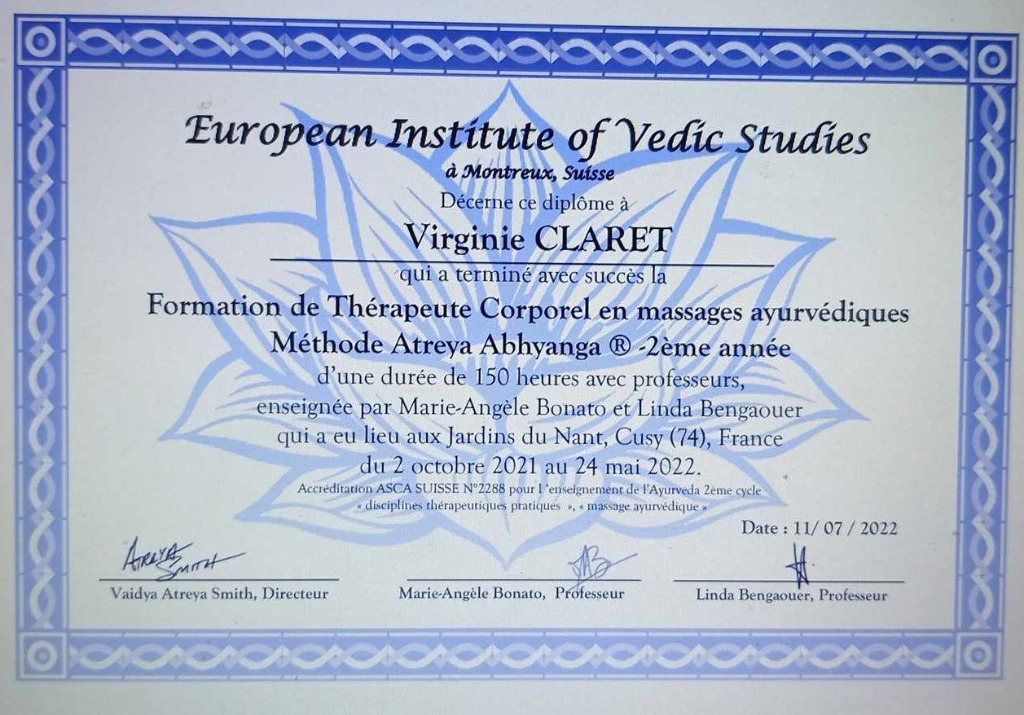 European Institute of Vedic Studies
à Montreux, Suisse
Décerne ce diplôme à
Virginie CLARET
qui a terminé avec succès la
Formation de Thérapeute Corporel en massages ayurvédiques
Méthode Atreya Abhyanga ® -2ème année
d'une durée de 150 heures avec professeurs,
enseignée par Marie-Angèle Bonato et Linda Bengaouer
qui a eu lieu aux Jardins du Nant, Cusy (74), France
du 2 octobre 2021 au 24 mai 2022.
Accréditation ASCA SUISSE N°2288 pour l'enseignement de l'Ayurveda 2ème cycle
« disciplines thérapeutiques pratiques », « massage ayurvédique »
Date : 11/ 07 / 2022
ATREYA SMITH
Vaidya Atreya Smith, Directeur
Marie-Angèle Bonato, Professeur
Linda Bengaouer, Professeur